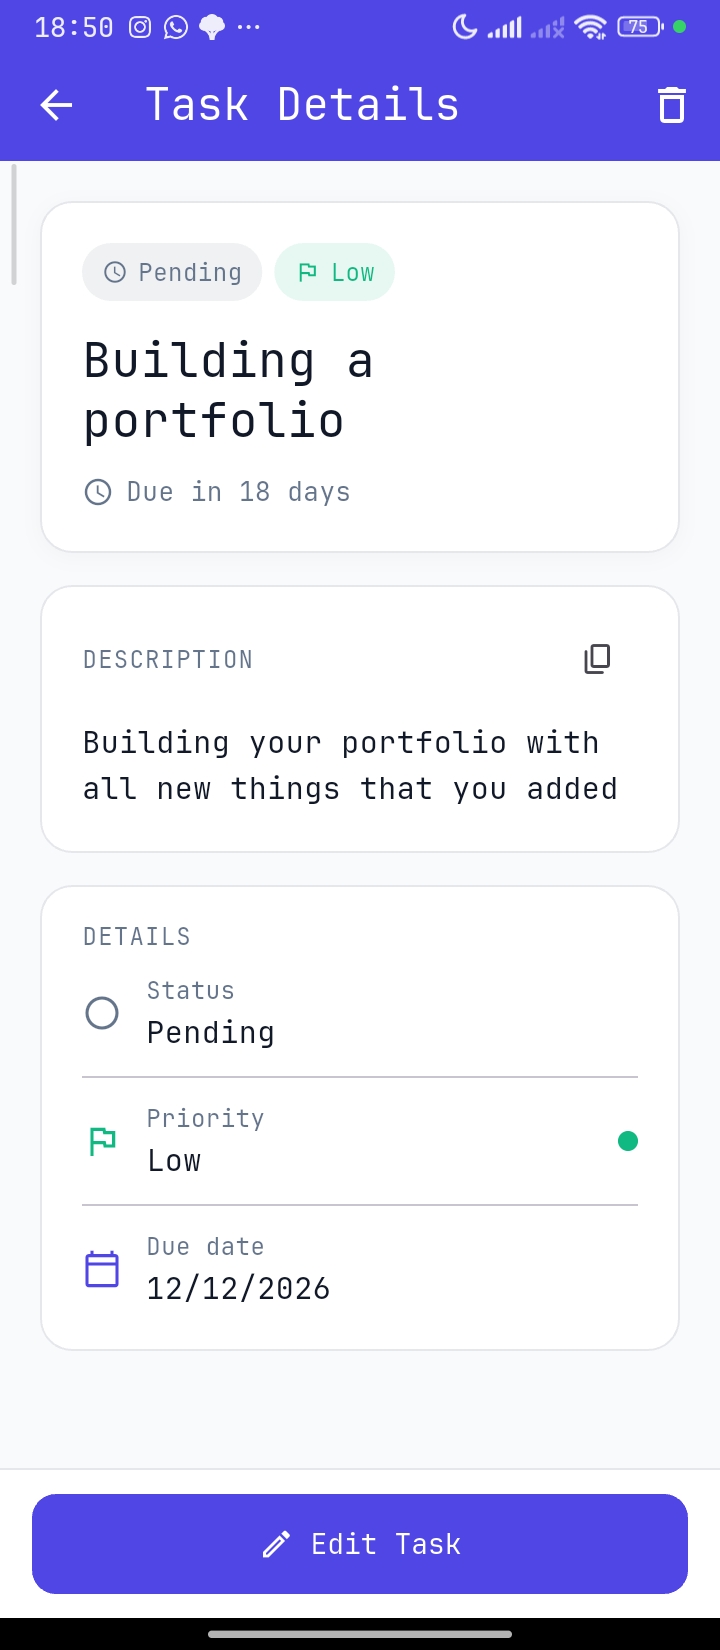 18:50
75
Task Details
Pending
Low
Building a
portfolio
Due in 18 days
DESCRIPTION
Building your portfolio with
all new things that you added
DETAILS
Status
Pending
Priority
Low
Due date
12/12/2026
Edit Task